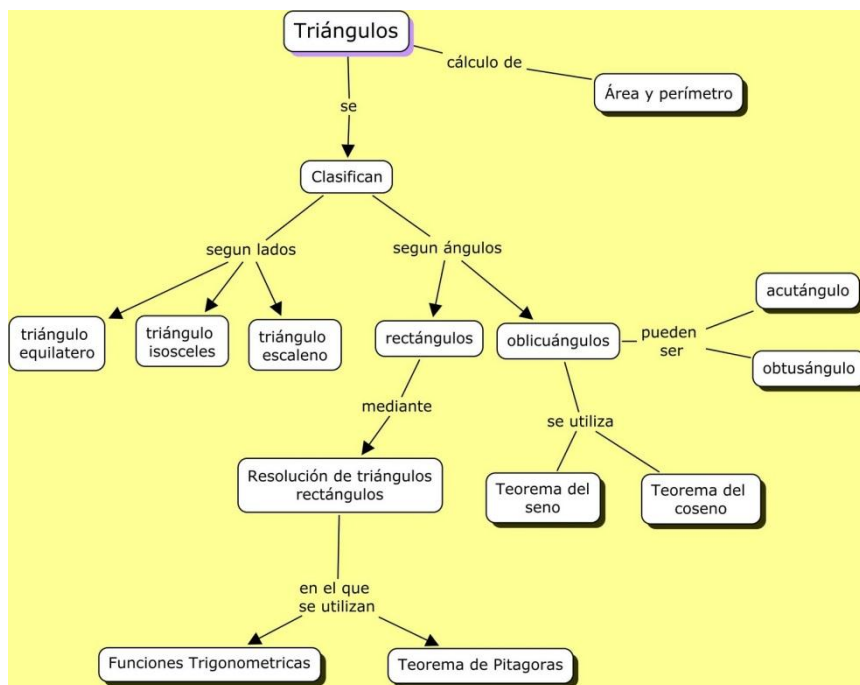 Triángulos
cálculo de
Área y perímetro
se
Clasifican
segun lados
segun ángulos
triángulo
equilatero
triángulo
isosceles
triángulo
escaleno
rectángulos
oblicuángulos
pueden
ser
acutángulo
obtusángulo
mediante
se utiliza
Resolución de triángulos
rectángulos
Teorema del
seno
Teorema del
coseno
en el que
se utilizan
Funciones Trigonometricas
Teorema de Pitagoras